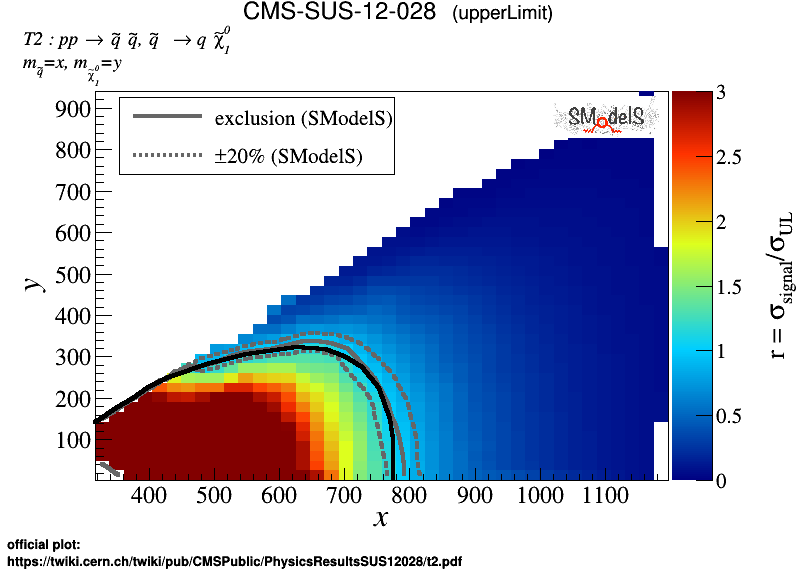 CMS-SUS-12-028 (upperLimit)
T2 : pp → q̃ q̃, q̃ → q χ̃₁⁰
m_q̃=x, m_χ̃₁⁰=y
exclusion (SModelS)
±20% (SModelS)
SModelS
900
800
700
600
500
400
300
200
100
y
400 500 600 700 800 900 1000 1100
x
3
2.5
2
1.5
1
0.5
0
r = σ_signal/σ_UL
official plot:
https://twiki.cern.ch/twiki/pub/CMSPublic/PhysicsResultsSUS12028/t2.pdf